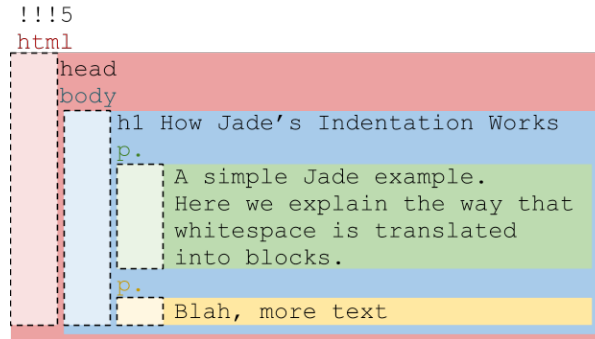 !!!5
html
head
body
h1 How Jade’s Indentation Works
p.
A simple Jade example.
Here we explain the way that
whitespace is translated
into blocks.
p.
Blah, more text